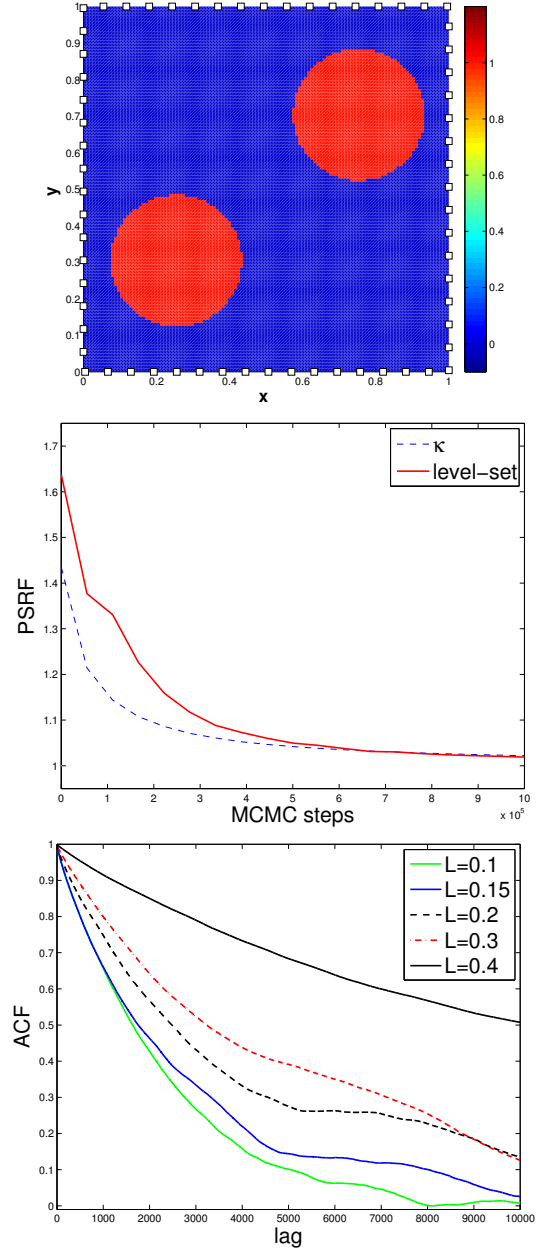 1
0.9
0.8
0.7
0.6
0.5
0.4
0.3
0.2
0.1
0
y
0 0.2 0.4 0.6 0.8 1
x
1
0.8
0.6
0.4
0.2
0
1.7
1.6
1.5
1.4
1.3
1.2
1.1
1
PSRF
κ
level-set
0 1 2 3 4 5 6 7 8 9 10
MCMC steps
x 10^5
1
0.9
0.8
0.7
0.6
0.5
0.4
0.3
0.2
0.1
0
ACF
L=0.1
L=0.15
L=0.2
L=0.3
L=0.4
0 1000 2000 3000 4000 5000 6000 7000 8000 9000 10000
lag